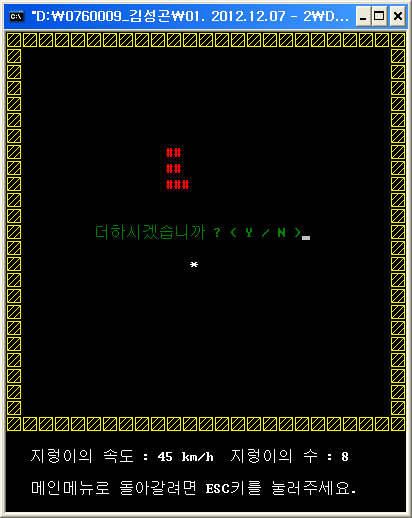 "D:₩0760009_김성곤₩01. 2012.12.07 - 2₩D...
##
##
###
더하시겠습니까 ? ( Y / N )
*
지렁이의 속도 : 45 km/h 지렁이의 수 : 8
메인메뉴로 돌아갈려면 ESC키를 눌러주세요.